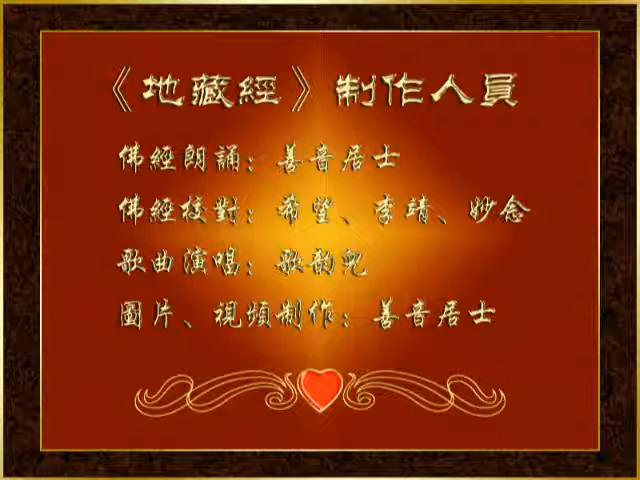 《地藏經》制作人員
佛經朗誦：善音居士
佛經校對：希望、李靖、妙念
歌曲演唱：歌韵兒
圖片、視頻制作：善音居士